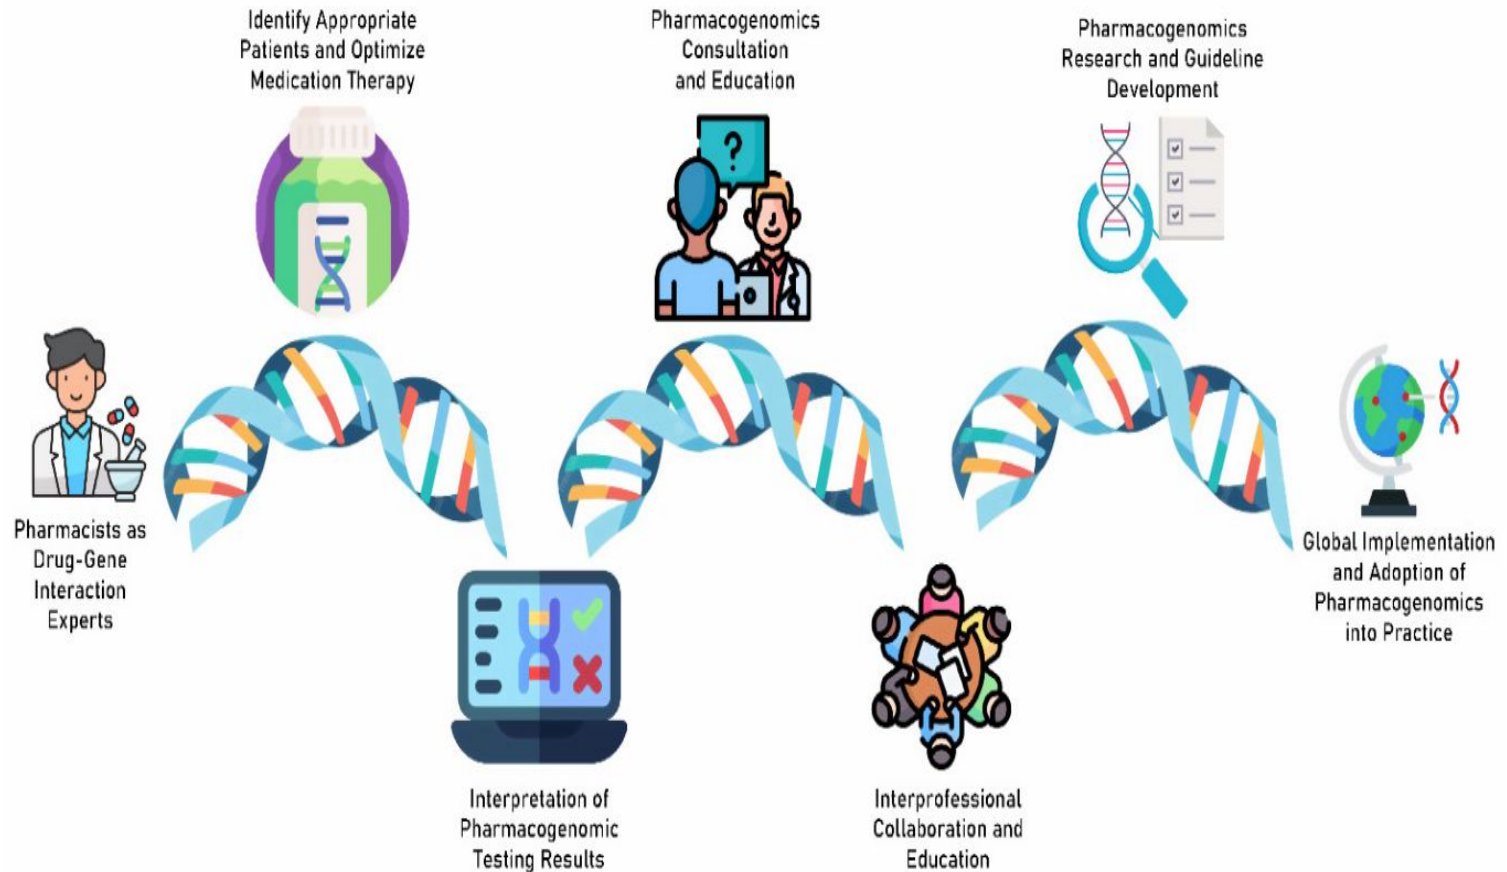 Identify Appropriate
Patients and Optimize
Medication Therapy
Pharmacogenomics
Consultation
and Education
Pharmacogenomics
Research and Guideline
Development
?
Pharmacists as
Drug-Gene
Interaction
Experts
Global Implementation
and Adoption of
Pharmacogenomics
into Practice
Interpretation of
Pharmacogenomic
Testing Results
Interprofessional
Collaboration and
Education